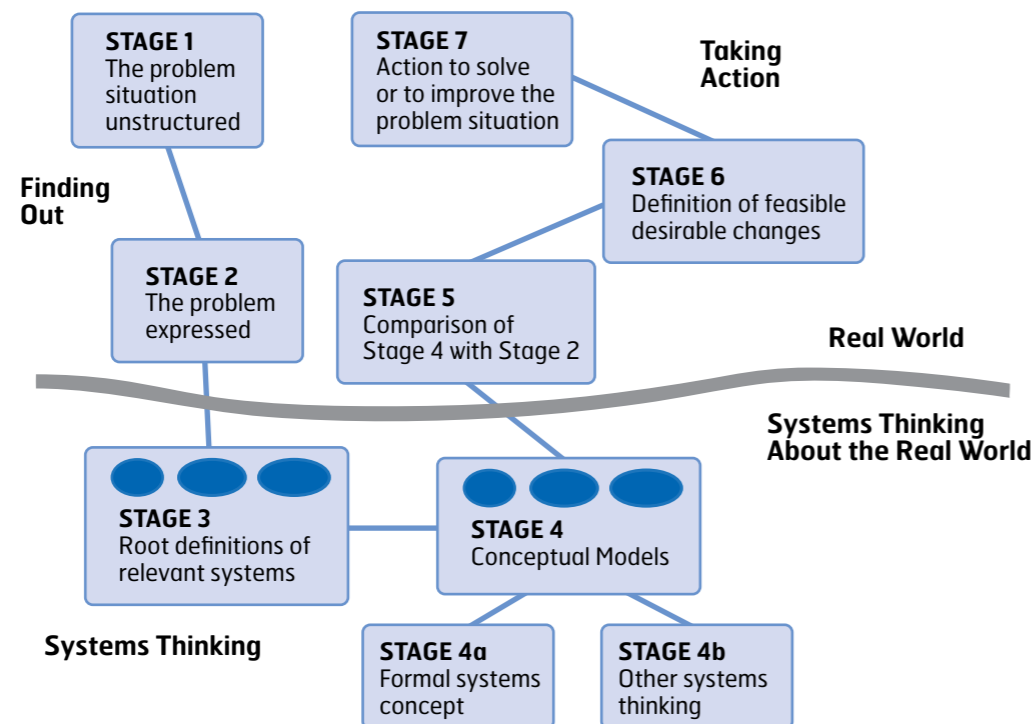 STAGE 1
The problem
situation
unstructured
STAGE 7
Action to solve
or to improve the
problem situation
Taking
Action
Finding
Out
STAGE 6
Definition of feasible
desirable changes
STAGE 2
The problem
expressed
STAGE 5
Comparison of
Stage 4 with Stage 2
Real World
Systems Thinking
About the Real World
STAGE 3
Root definitions of
relevant systems
STAGE 4
Conceptual Models
Systems Thinking
STAGE 4a
Formal systems
concept
STAGE 4b
Other systems
thinking